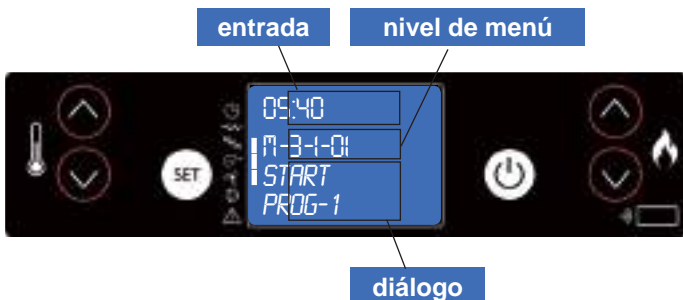 entrada
nivel de menú
05:40
M-3-1-01
SET
START
PROG-1
diálogo